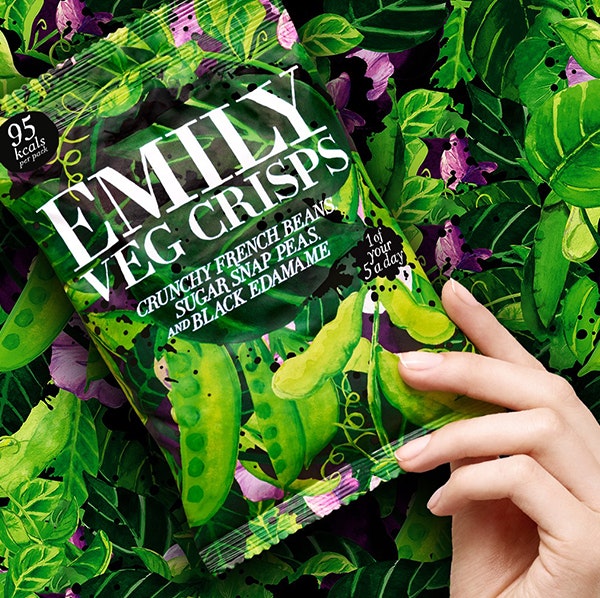 95
kcals
per pack
EMILY
VEG CRISPS
CRUNCHY FRENCH BEANS,
SUGAR SNAP PEAS,
AND BLACK EDAMAME
1 of
your
5 a day